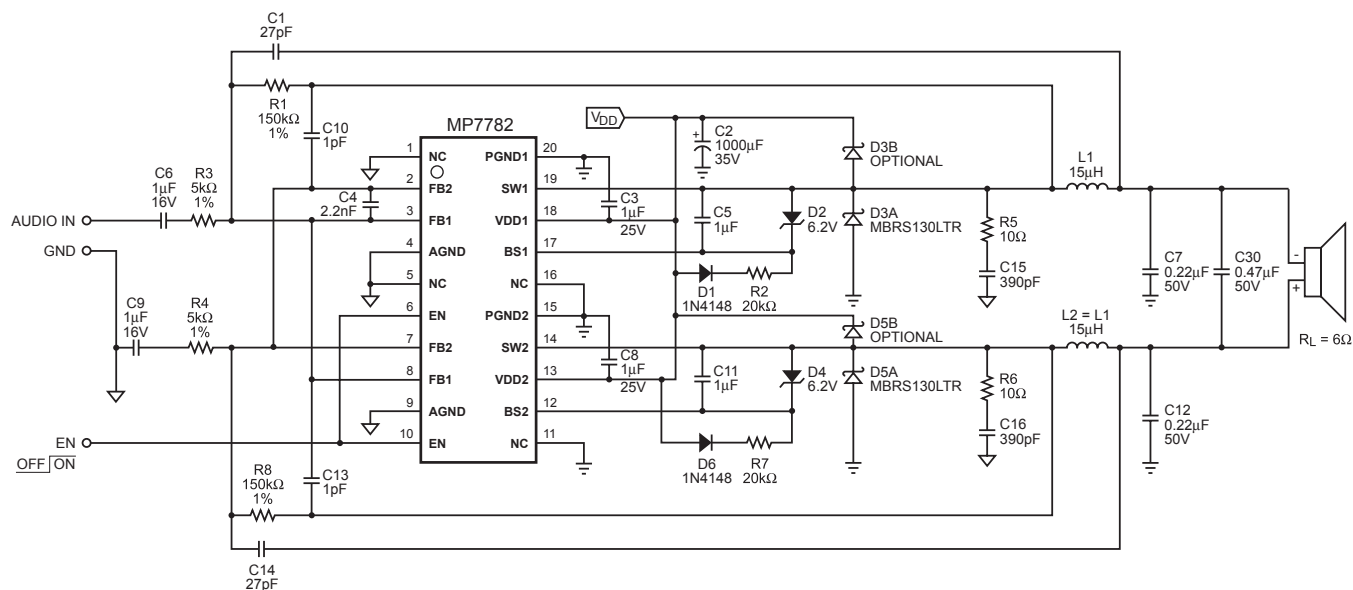 C1
27pF
R1
150kΩ
1%
C10
1pF
MP7782
V_DD
C2
1000μF
35V
+
D3B
OPTIONAL
L1
15μH
1
NC
PGND1
20
2
FB2
SW1
19
C6
1μF
16V
R3
5kΩ
1%
C4
2.2nF
C3
1μF
25V
C5
1μF
D2
6.2V
D3A
MBRS130LTR
R5
10Ω
AUDIO IN
3
FB1
VDD1
18
GND
4
AGND
BS1
17
C15
390pF
C7
0.22μF
50V
C30
0.47μF
50V
-
+
5
NC
NC
16
D1
1N4148
R2
20kΩ
C9
1μF
16V
R4
5kΩ
1%
6
EN
PGND2
15
D5B
OPTIONAL
L2 = L1
15μH
R_L = 6Ω
7
FB2
SW2
14
C8
1μF
25V
C11
1μF
D4
6.2V
D5A
MBRS130LTR
R6
10Ω
8
FB1
VDD2
13
9
AGND
BS2
12
C16
390pF
C12
0.22μF
50V
EN
OFF ON
10
EN
NC
11
D6
1N4148
R7
20kΩ
R8
150kΩ
1%
C13
1pF
C14
27pF